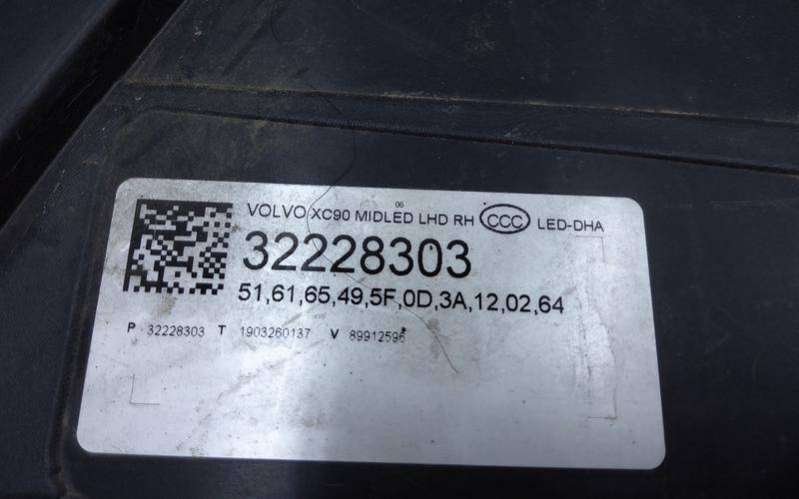 06
VOLVO XC90 MIDLED LHD RH CCC LED-DHA
32228303
51,61,65,49,5F,0D,3A,12,02,64
P 32228303 T 1903260137 V 89912596